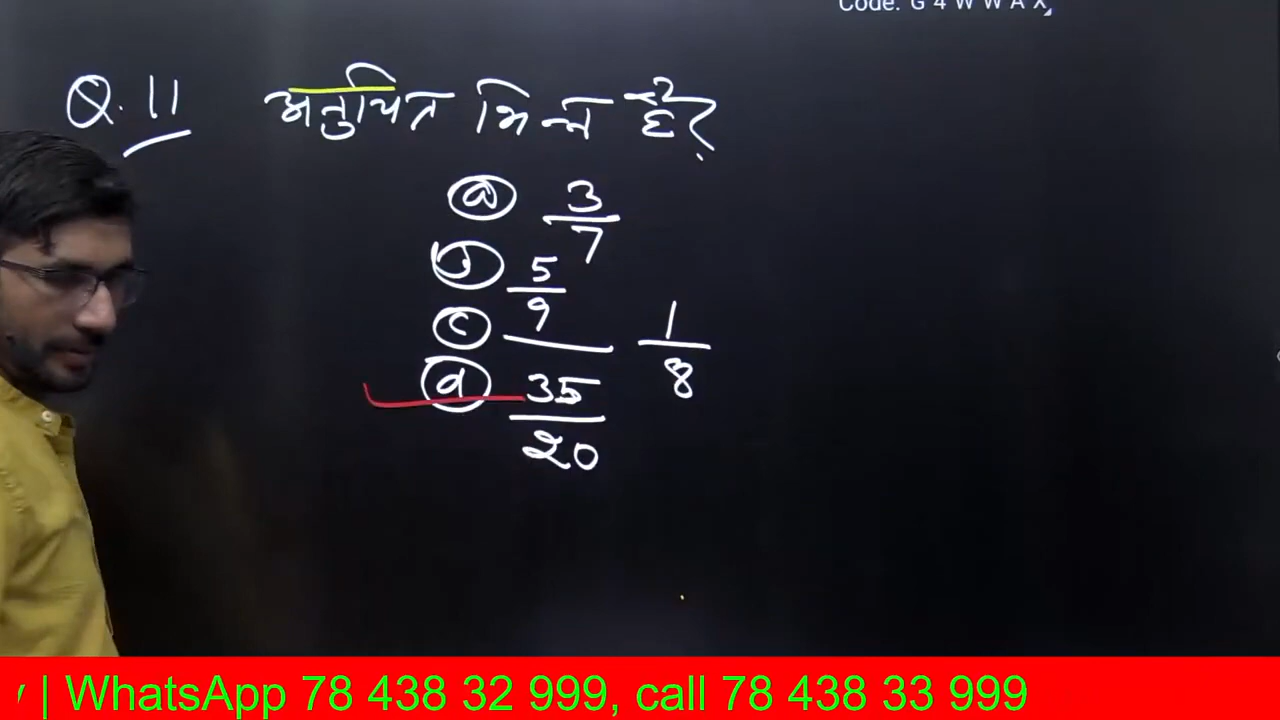 Code: G 4 W W A X
Q. 11 अनुचित भिन्न है?
(a) 3/7
(b) 5/9
(c) 1/8
(d) 35/20
| WhatsApp 78 438 32 999, call 78 438 33 999